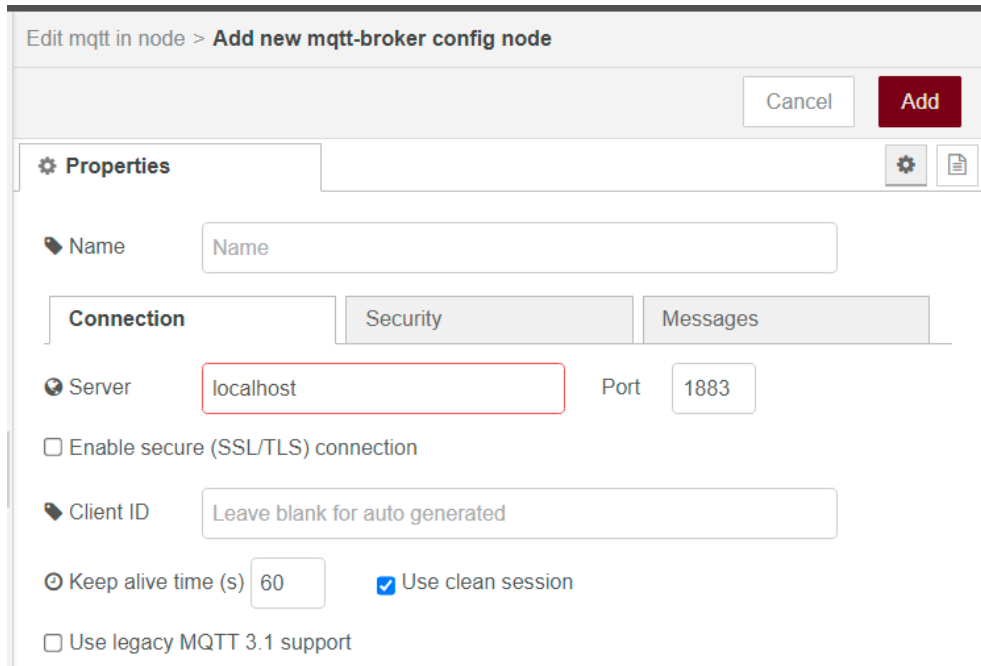 Edit mqtt in node > Add new mqtt-broker config node
Cancel Add
Properties
Name Name
Connection Security Messages
Server localhost Port 1883
Enable secure (SSL/TLS) connection
Client ID Leave blank for auto generated
Keep alive time (s) 60 Use clean session
Use legacy MQTT 3.1 support